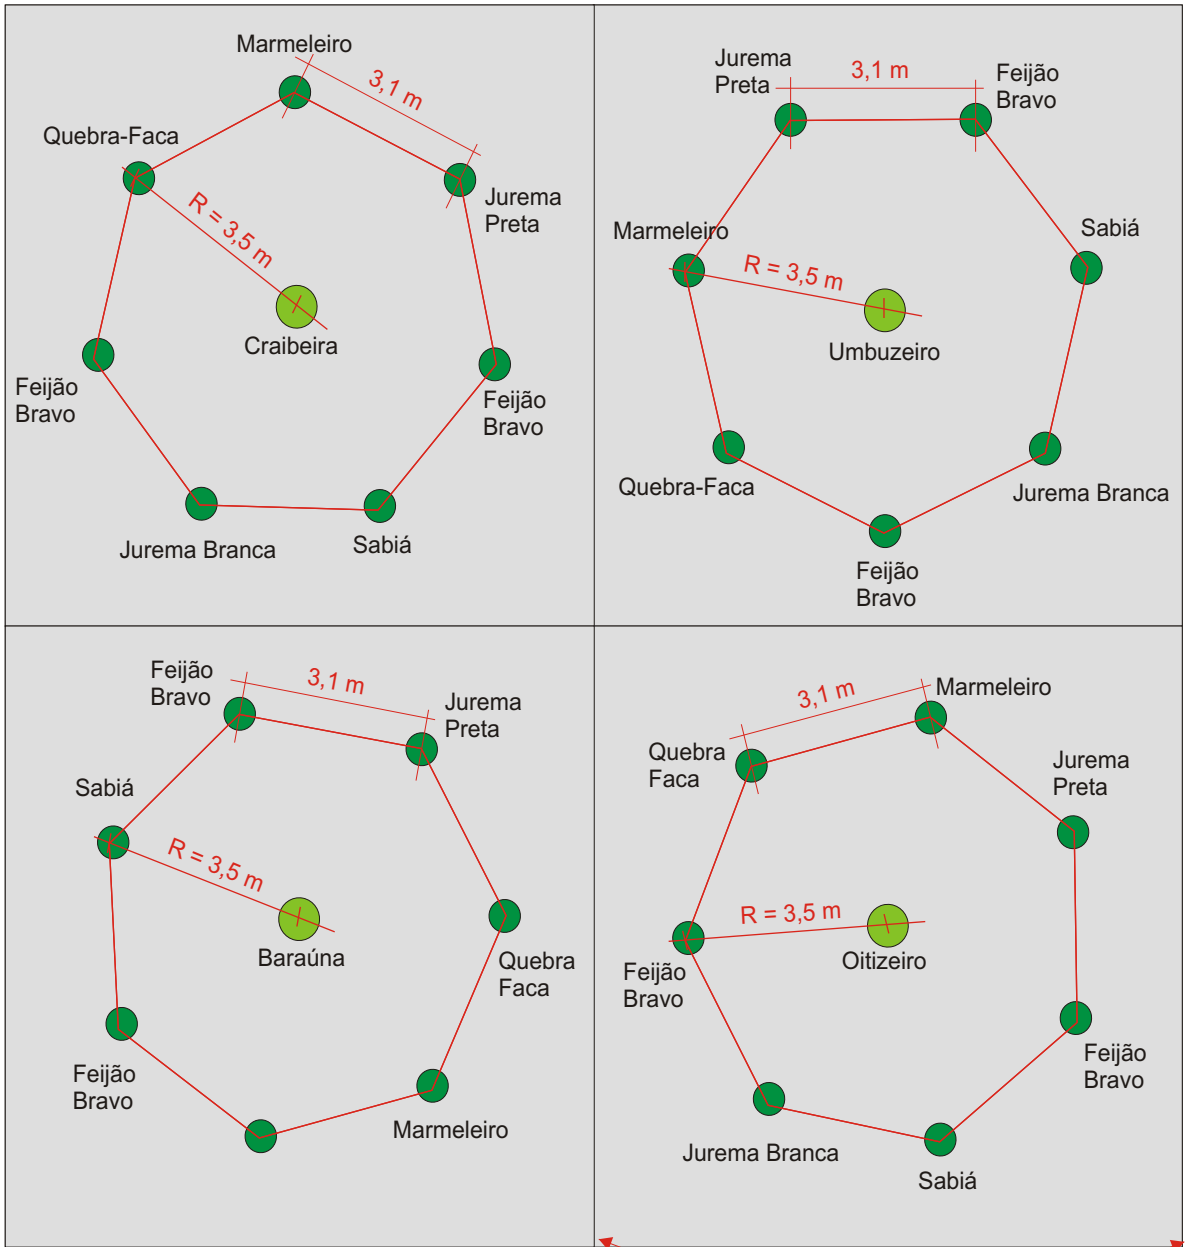 Marmeleiro
3,1 m
Quebra-Faca
Jurema
Preta
R = 3,5 m
Craibeira
Feijão
Bravo
Feijão
Bravo
Jurema Branca
Sabiá
Jurema
Preta
3,1 m
Feijão
Bravo
Marmeleiro
Sabiá
R = 3,5 m
Umbuzeiro
Quebra-Faca
Jurema Branca
Feijão
Bravo
Feijão
Bravo
3,1 m
Jurema
Preta
Sabiá
R = 3,5 m
Baraúna
Quebra
Faca
Feijão
Bravo
Marmeleiro
3,1 m
Marmeleiro
Quebra
Faca
Jurema
Preta
R = 3,5 m
Oitizeiro
Feijão
Bravo
Feijão
Bravo
Jurema Branca
Sabiá